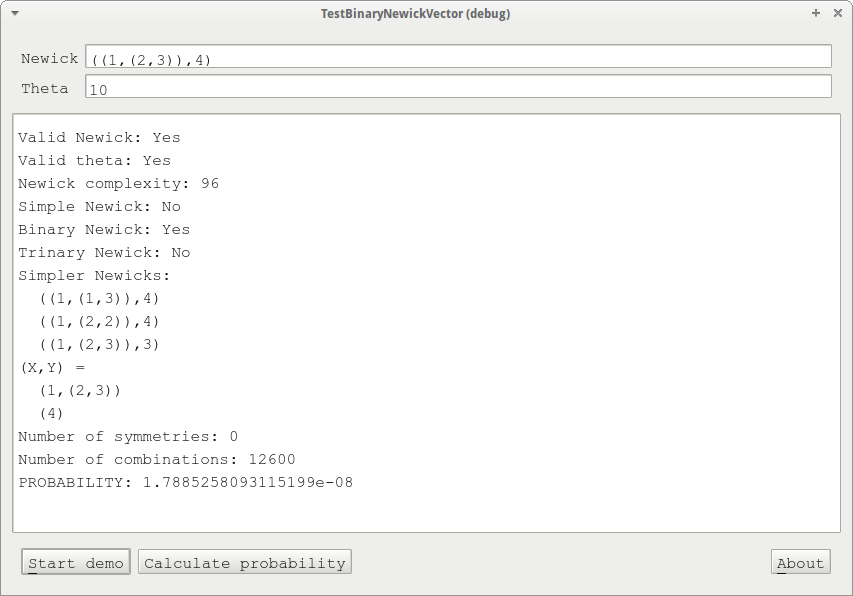 TestBinaryNewickVector (debug)
Newick ((1,(2,3)),4)
Theta 10
Valid Newick: Yes
Valid theta: Yes
Newick complexity: 96
Simple Newick: No
Binary Newick: Yes
Trinary Newick: No
Simpler Newicks:
((1,(1,3)),4)
((1,(2,2)),4)
((1,(2,3)),3)
(X,Y) =
(1,(2,3))
(4)
Number of symmetries: 0
Number of combinations: 12600
PROBABILITY: 1.7885258093115199e-08
Start demo Calculate probability About